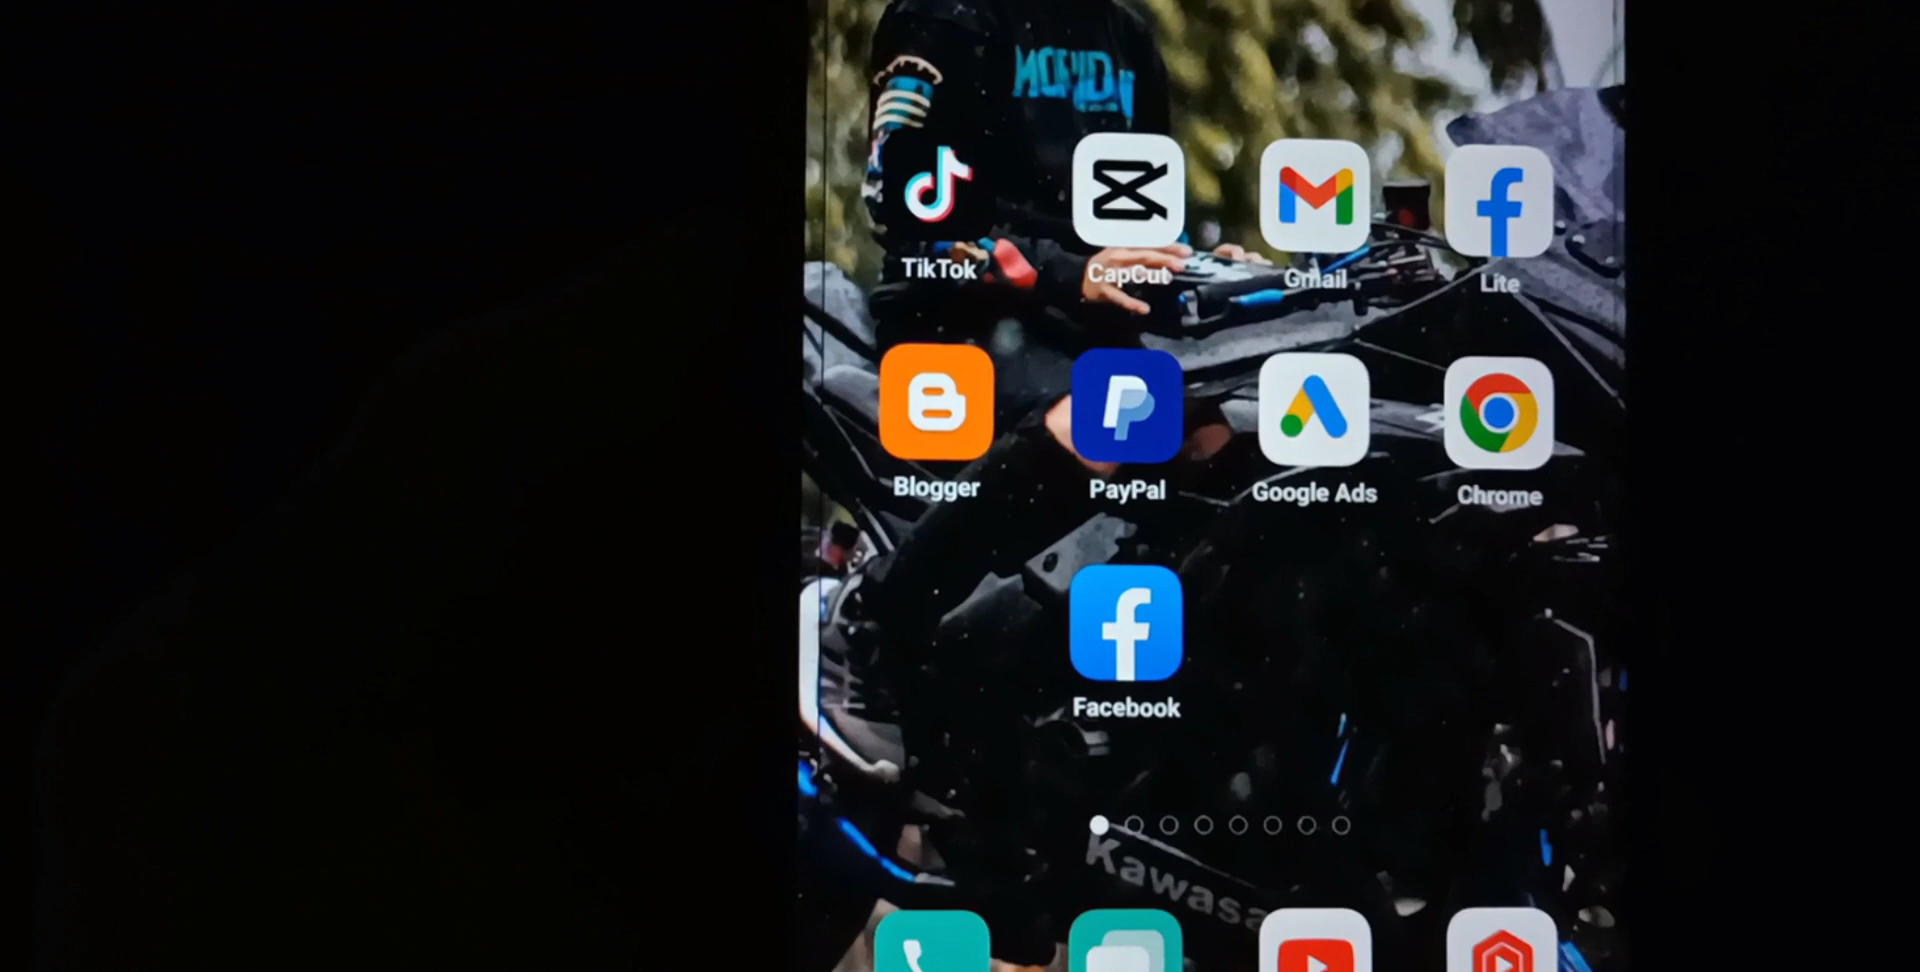 TikTok
CapCut
Gmail
Lite
Blogger
PayPal
Google Ads
Chrome
Facebook
Kawasa